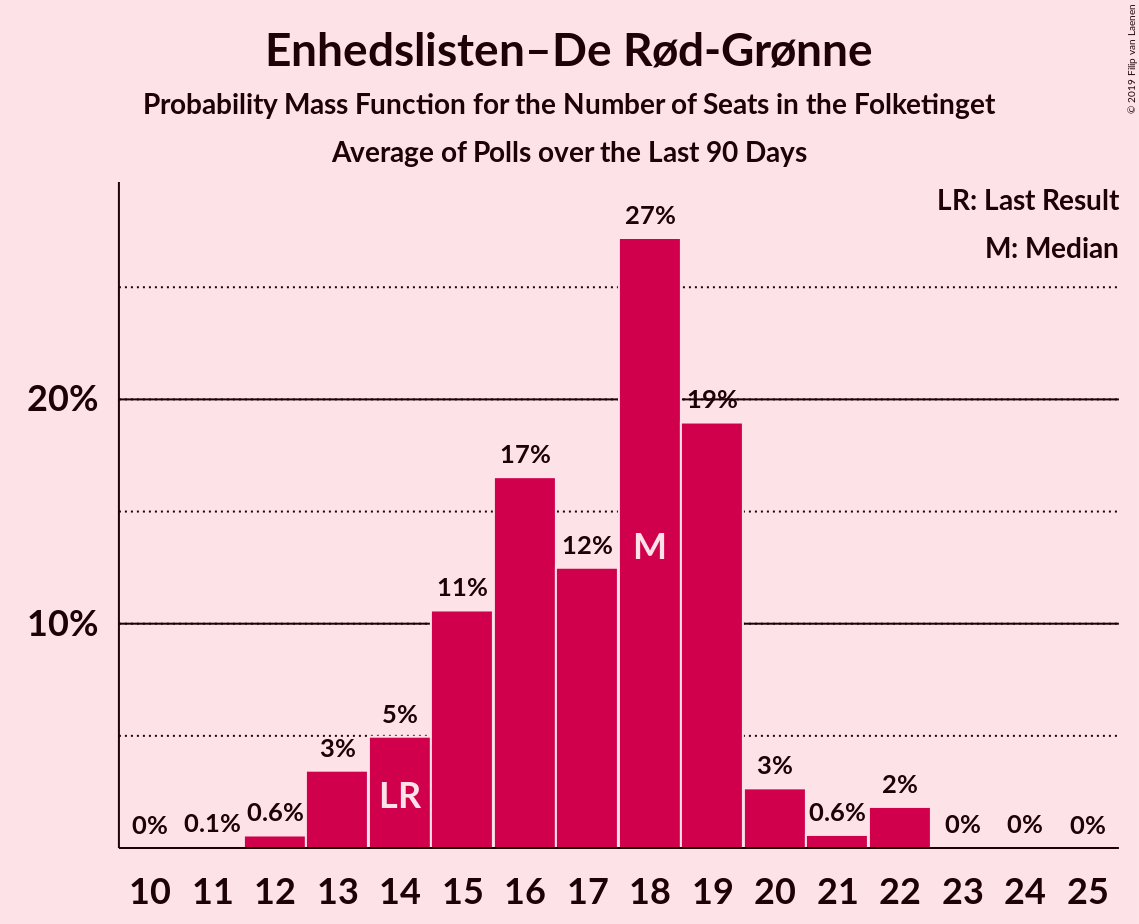 Enhedslisten–De Rød-Grønne
Probability Mass Function for the Number of Seats in the Folketinget
Average of Polls over the Last 90 Days
© 2019 Filip van Laenen
LR: Last Result
M: Median
20%
10%
0%
0.1%
0.6%
3%
5%
11%
17%
12%
27%
19%
3%
0.6%
2%
0%
0%
0%
LR
M
10 11 12 13 14 15 16 17 18 19 20 21 22 23 24 25